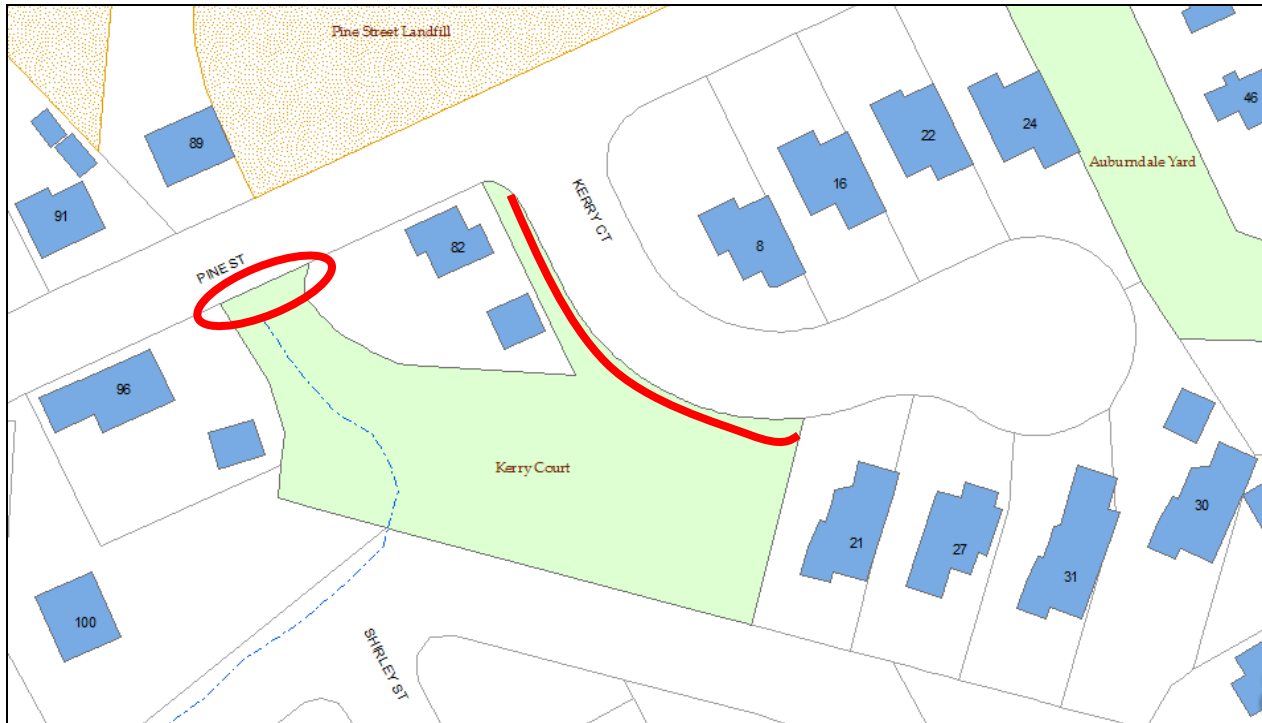 Pine Street Landfill
46
24
22
89
Auburndale Yard
16
KERRY CT
91
8
82
PINE ST
96
Kerry Court
30
21
27
31
100
SHIRLEY ST